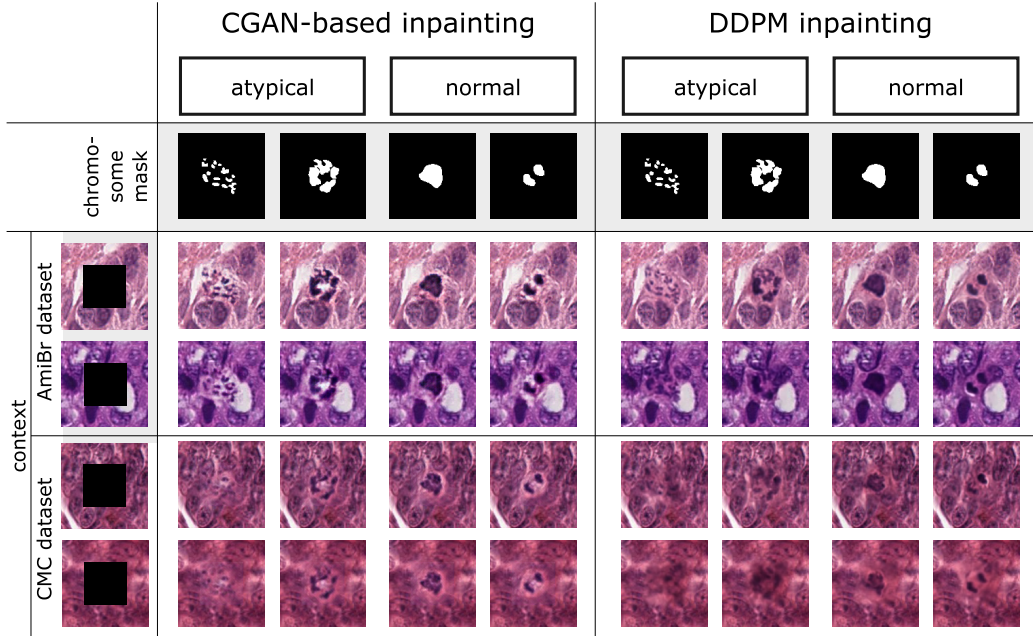 CGAN-based inpainting
DDPM inpainting
atypical
normal
atypical
normal
chromo-
some
mask
context
AmiBr dataset
CMC dataset